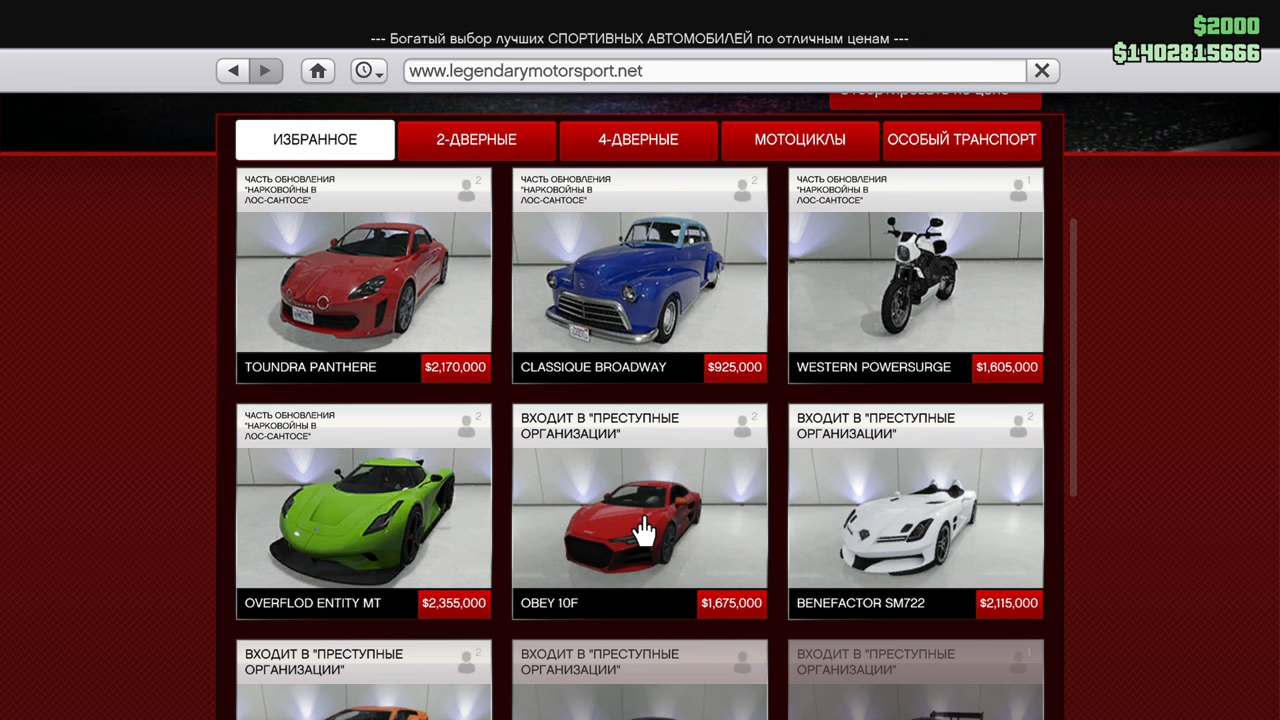 $2000
--- Богатый выбор лучших СПОРТИВНЫХ АВТОМОБИЛЕЙ по отличным ценам ---
$1402815666
www.legendarymotorsport.net
Отсортировать по цене
ИЗБРАННОЕ 2-ДВЕРНЫЕ 4-ДВЕРНЫЕ МОТОЦИКЛЫ ОСОБЫЙ ТРАНСПОРТ
ЧАСТЬ ОБНОВЛЕНИЯ
"НАРКОВОЙНЫ В
ЛОС-САНТОСЕ"
2
ЧАСТЬ ОБНОВЛЕНИЯ
"НАРКОВОЙНЫ В
ЛОС-САНТОСЕ"
2
ЧАСТЬ ОБНОВЛЕНИЯ
"НАРКОВОЙНЫ В
ЛОС-САНТОСЕ"
1
TOUNDRA PANTHERE $2,170,000
CLASSIQUE BROADWAY $925,000
WESTERN POWERSURGE $1,605,000
ЧАСТЬ ОБНОВЛЕНИЯ
"НАРКОВОЙНЫ В
ЛОС-САНТОСЕ"
2
ВХОДИТ В "ПРЕСТУПНЫЕ
ОРГАНИЗАЦИИ"
2
ВХОДИТ В "ПРЕСТУПНЫЕ
ОРГАНИЗАЦИИ"
2
OVERFLOD ENTITY MT $2,355,000
OBEY 10F $1,675,000
BENEFACTOR SM722 $2,115,000
ВХОДИТ В "ПРЕСТУПНЫЕ
ОРГАНИЗАЦИИ"
2
ВХОДИТ В "ПРЕСТУПНЫЕ
ОРГАНИЗАЦИИ"
ВХОДИТ В "ПРЕСТУПНЫЕ
ОРГАНИЗАЦИИ"
1